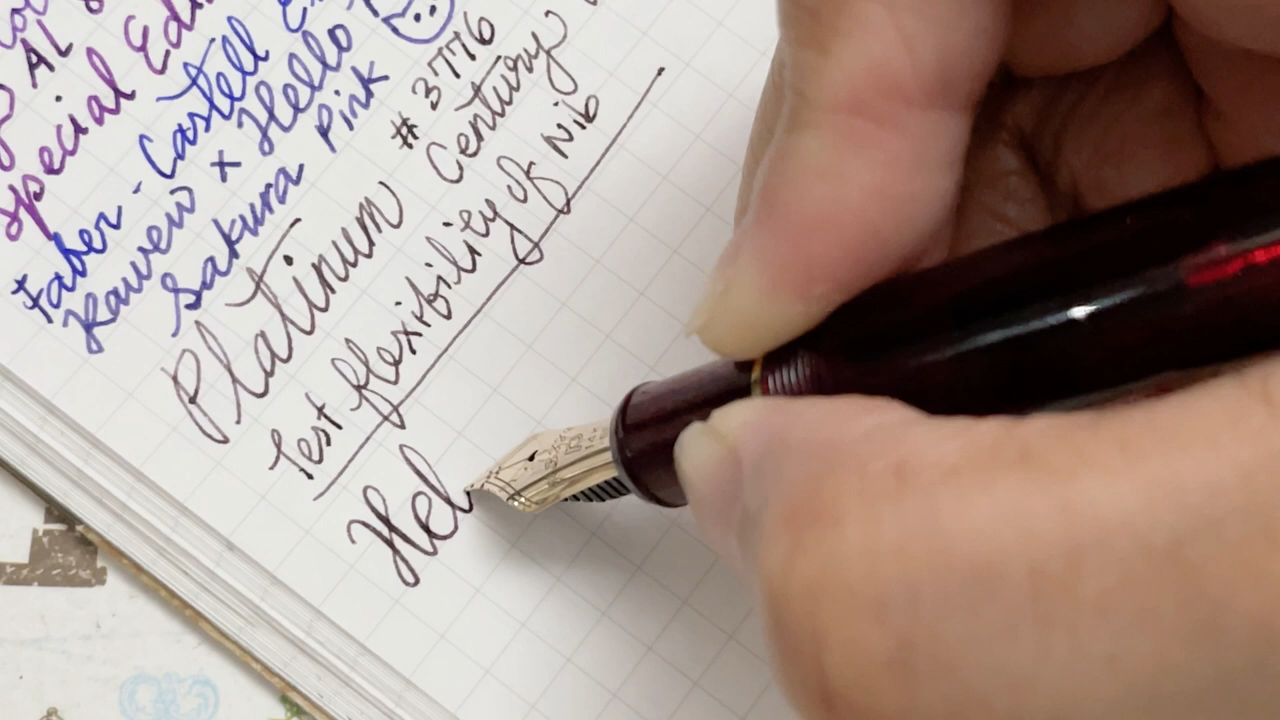 AL
Special Edi
Faber-Castell
Kaweco x Hello
Sakura Pink
Platinum #3776 Century
Test flexibility of Nib
Hel